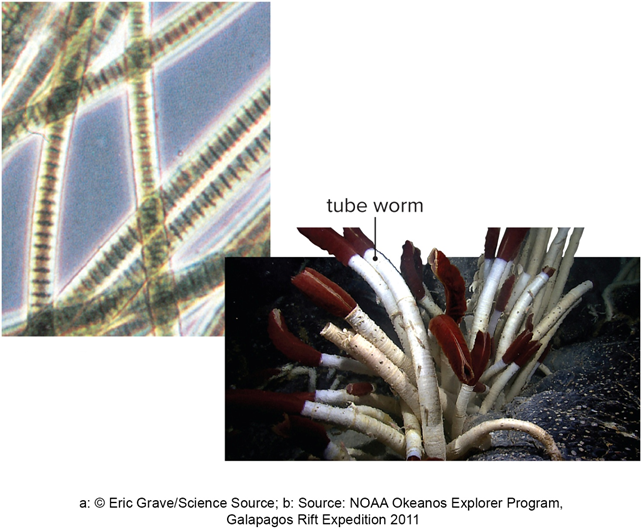 tube worm
a: © Eric Grave/Science Source; b: Source: NOAA Okeanos Explorer Program,
Galapagos Rift Expedition 2011